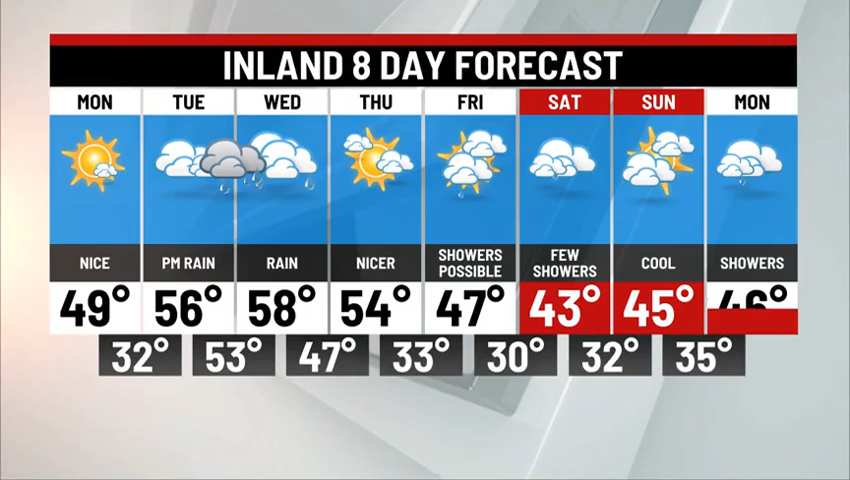 INLAND 8 DAY FORECAST
MON TUE WED THU FRI SAT SUN MON
NICE PM RAIN RAIN NICER SHOWERS POSSIBLE FEW SHOWERS COOL SHOWERS
49° 56° 58° 54° 47° 43° 45° 46°
32° 53° 47° 33° 30° 32° 35°